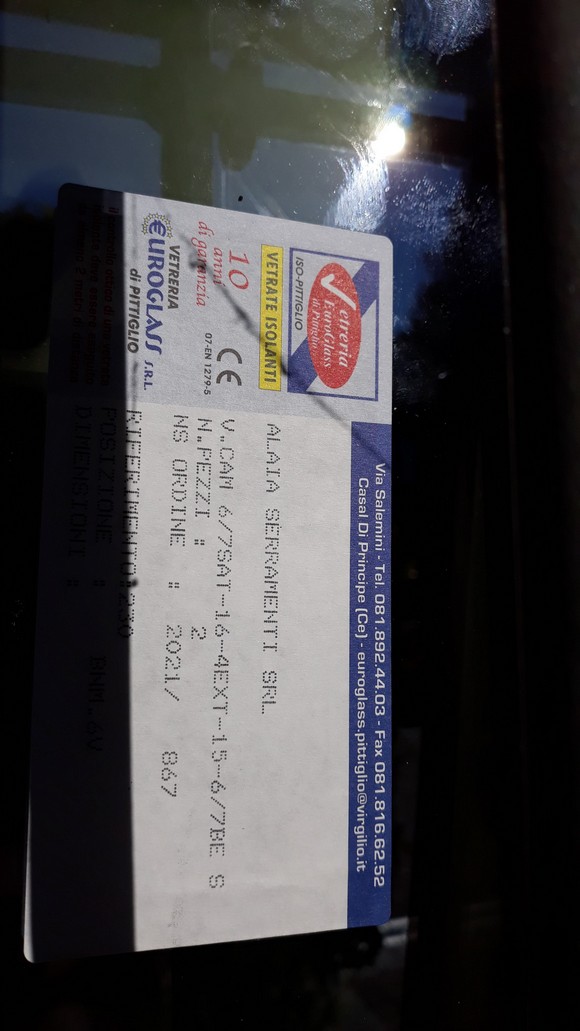 Via Salemini - Tel. 081.892.44.03 - Fax 081.816.62.52
Casal Di Principe (Ce) - euroglass.pittiglio@virgilio.it
Vetreria
EuroGlass
di Pittiglio
ISO-PITTIGLIO
VETRATE ISOLANTI
10
anni
di garanzia
CE
07-EN 1279-5
VETRERIA
EUROGLASS S.R.L.
di PITTIGLIO
ALAIA SERRAMENTI SRL
V.CAM 6/7SAT-16-4EXT-15-6/7BE S
N.PEZZI : 2
NS ORDINE : 2021/ 867
RIFERIMENTO:230
POSIZIONE :
DIMENSIONI :